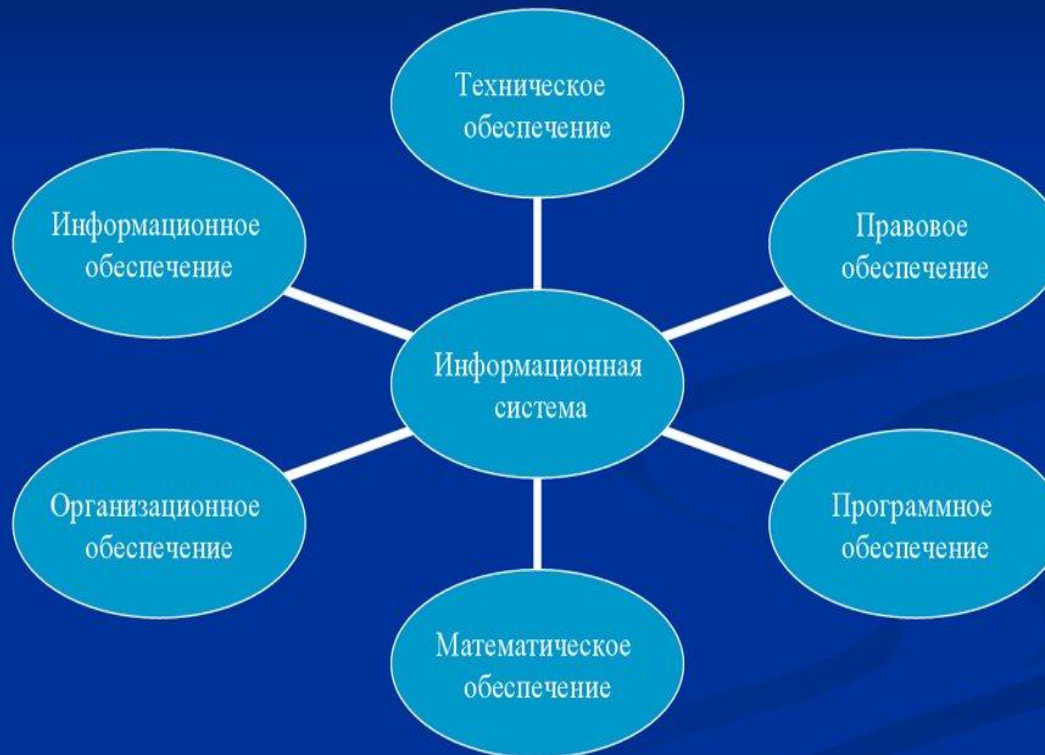 Техническое
обеспечение
Информационное
обеспечение
Правовое
обеспечение
Информационная
система
Организационное
обеспечение
Программное
обеспечение
Математическое
обеспечение